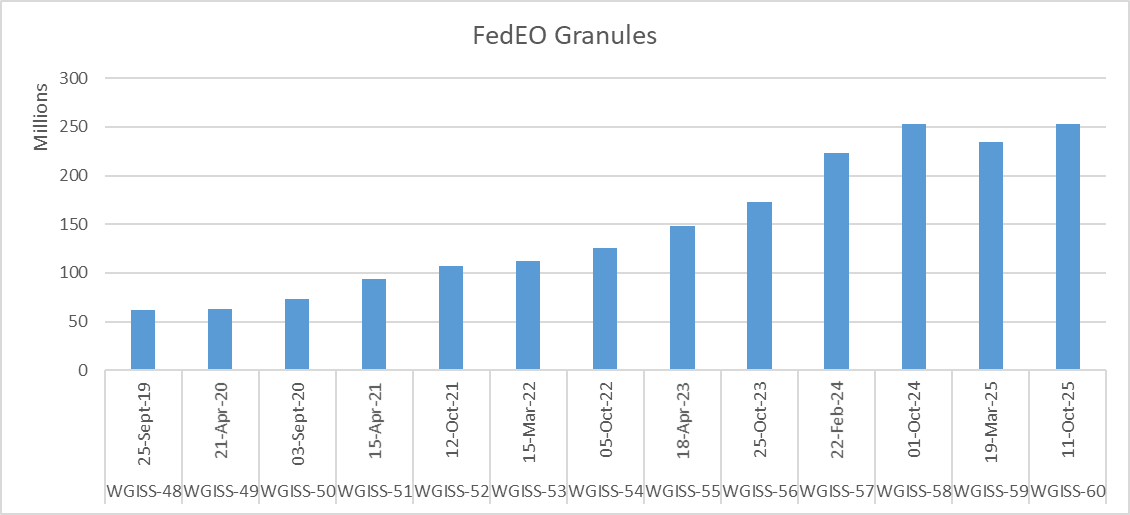 FedEO Granules
Millions
300
250
200
150
100
50
0
25-Sept-19 21-Apr-20 03-Sept-20 15-Apr-21 12-Oct-21 15-Mar-22 05-Oct-22 18-Apr-23 25-Oct-23 22-Feb-24 01-Oct-24 19-Mar-25 11-Oct-25
WGISS-48 WGISS-49 WGISS-50 WGISS-51 WGISS-52 WGISS-53 WGISS-54 WGISS-55 WGISS-56 WGISS-57 WGISS-58 WGISS-59 WGISS-60